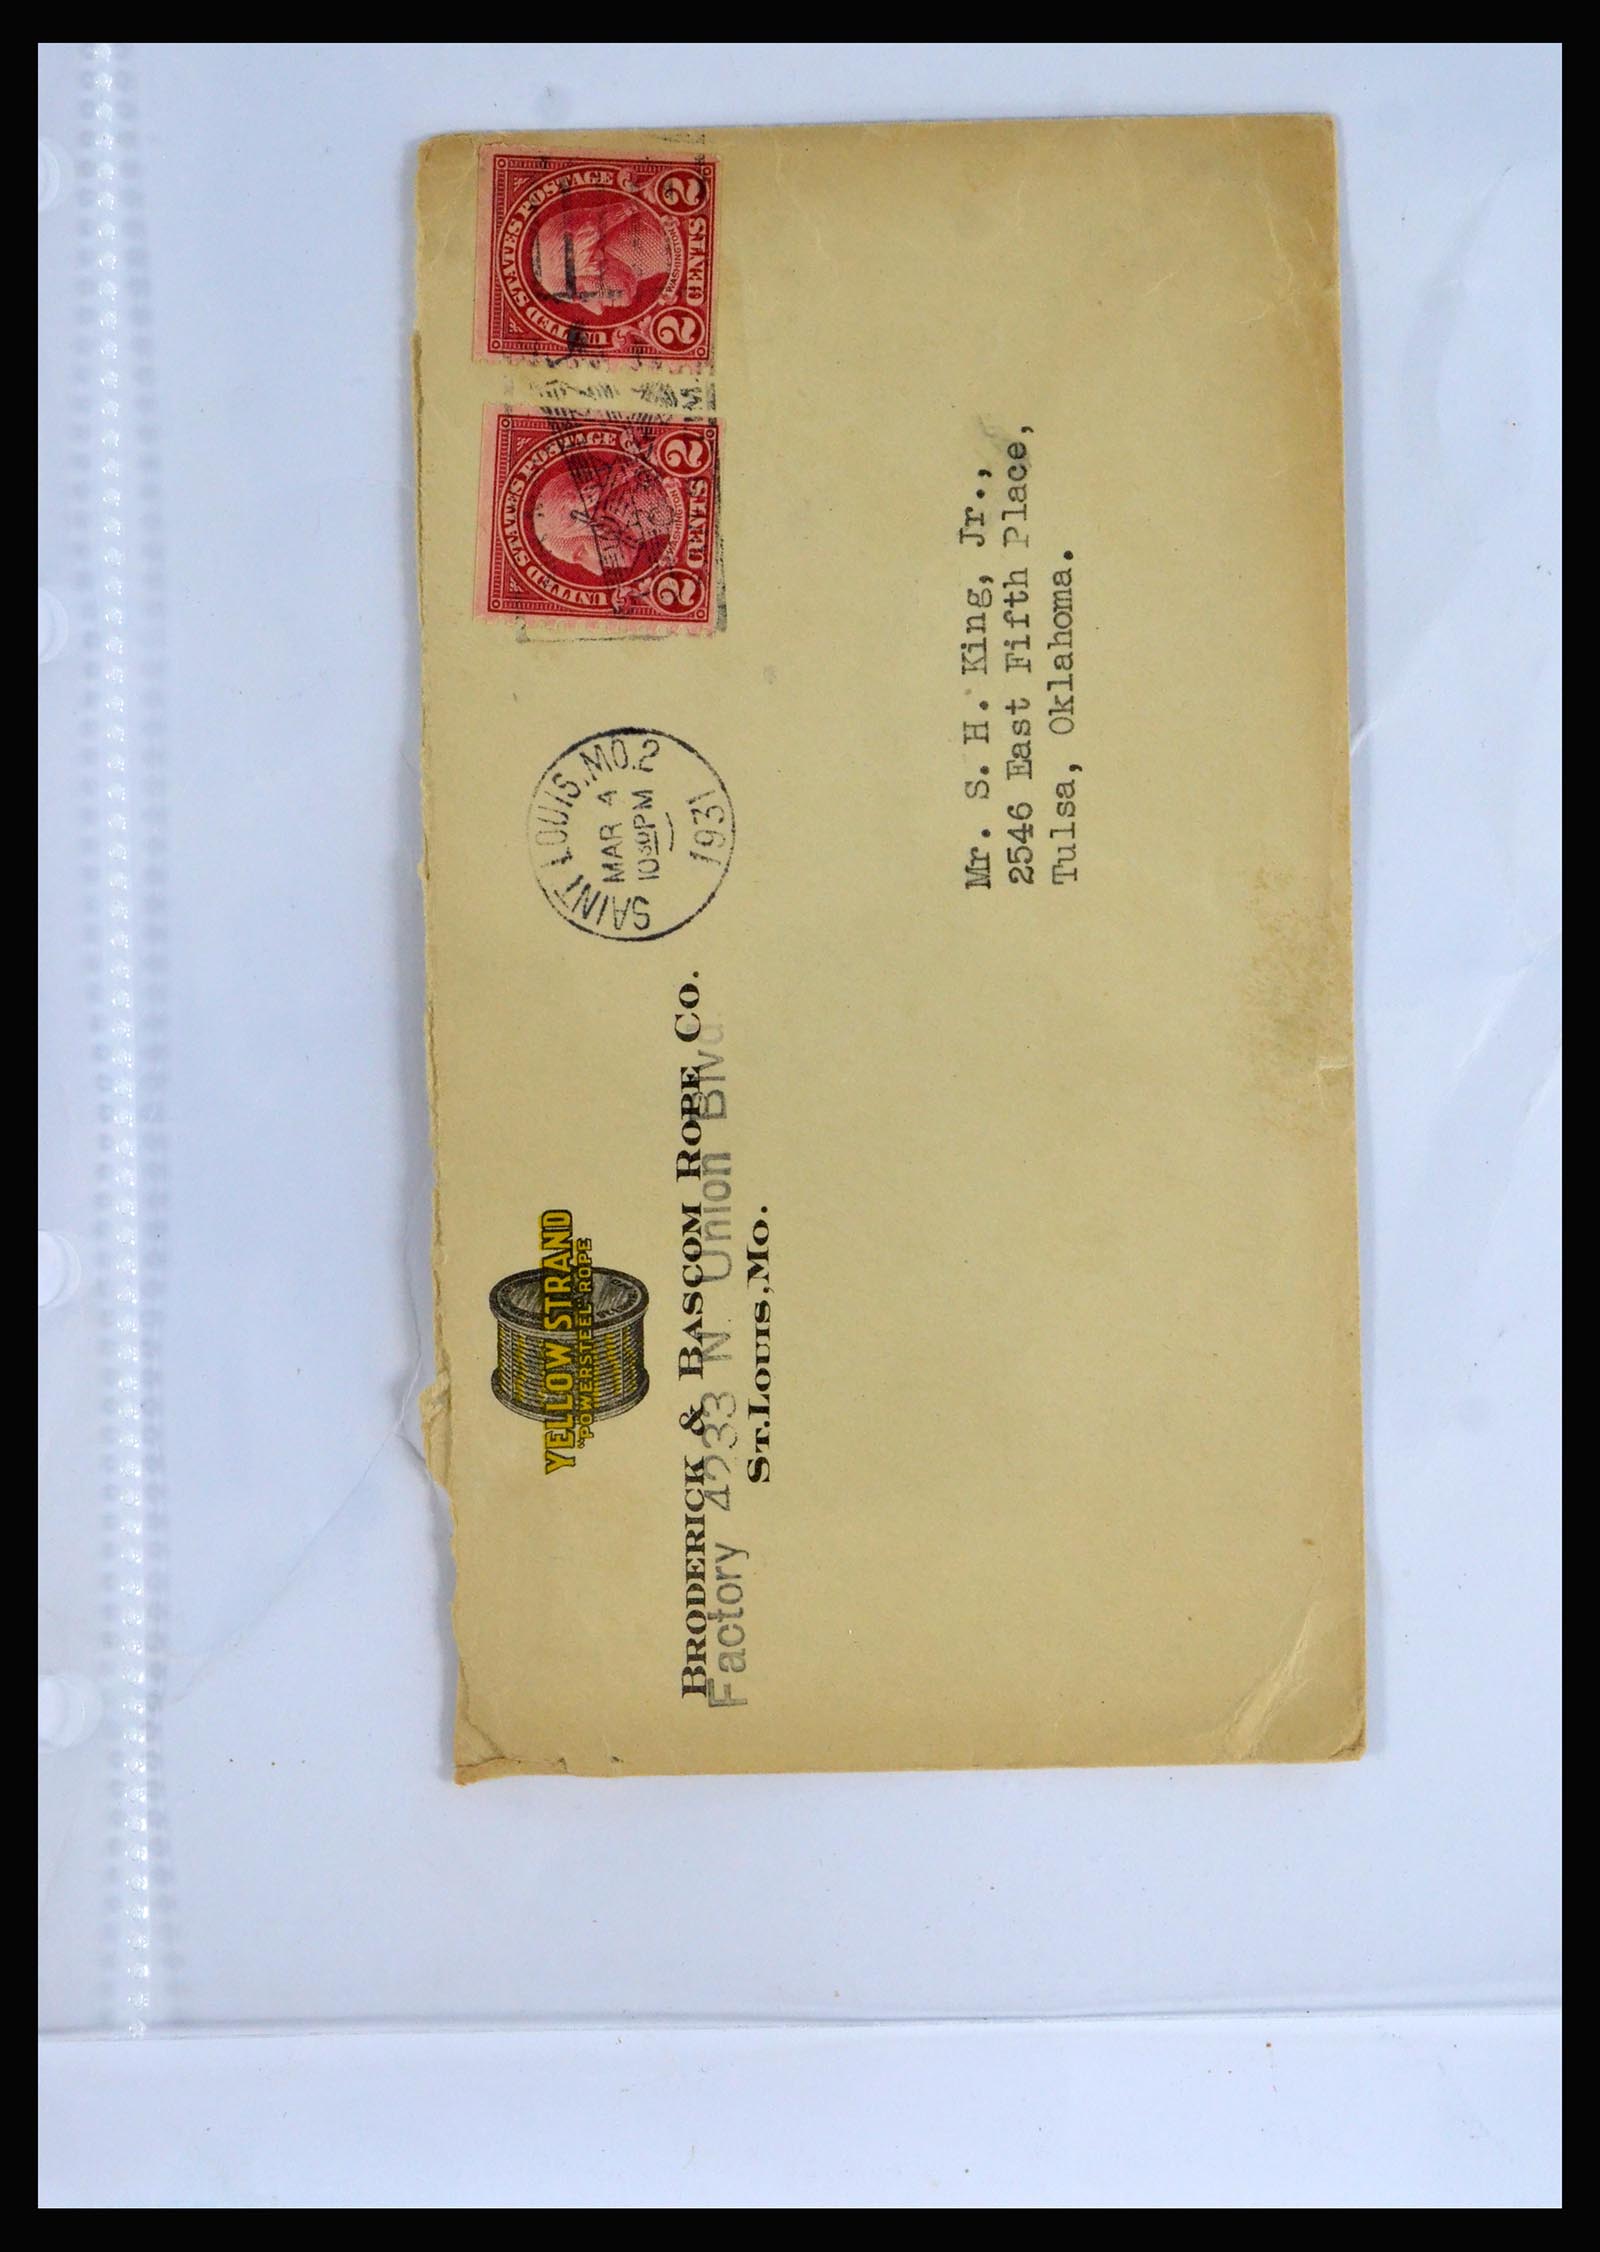 YELLOW STRAND
"POWERSTEEL" ROPE
BRODERICK & BASCOM ROPE CO.
Factory 4233 N. Union Blvd.
ST. LOUIS, MO.
SAINT LOUIS, MO. 2
MAR 4
10 30 PM
1931
UNITED STATES POSTAGE
WASHINGTON
2 CENTS 2
UNITED STATES POSTAGE
WASHINGTON
2 CENTS 2
Mr. S. H. King, Jr.,
2546 East Fifth Place,
Tulsa, Oklahoma.